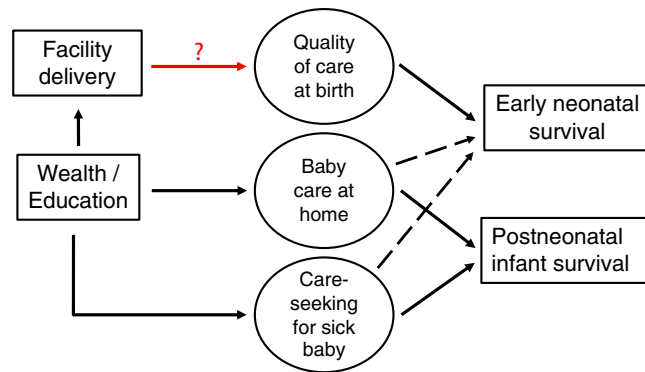 Facility
delivery
?
Quality
of care
at birth
Early neonatal
survival
Wealth /
Education
Baby
care at
home
Postneonatal
infant survival
Care-
seeking
for sick
baby